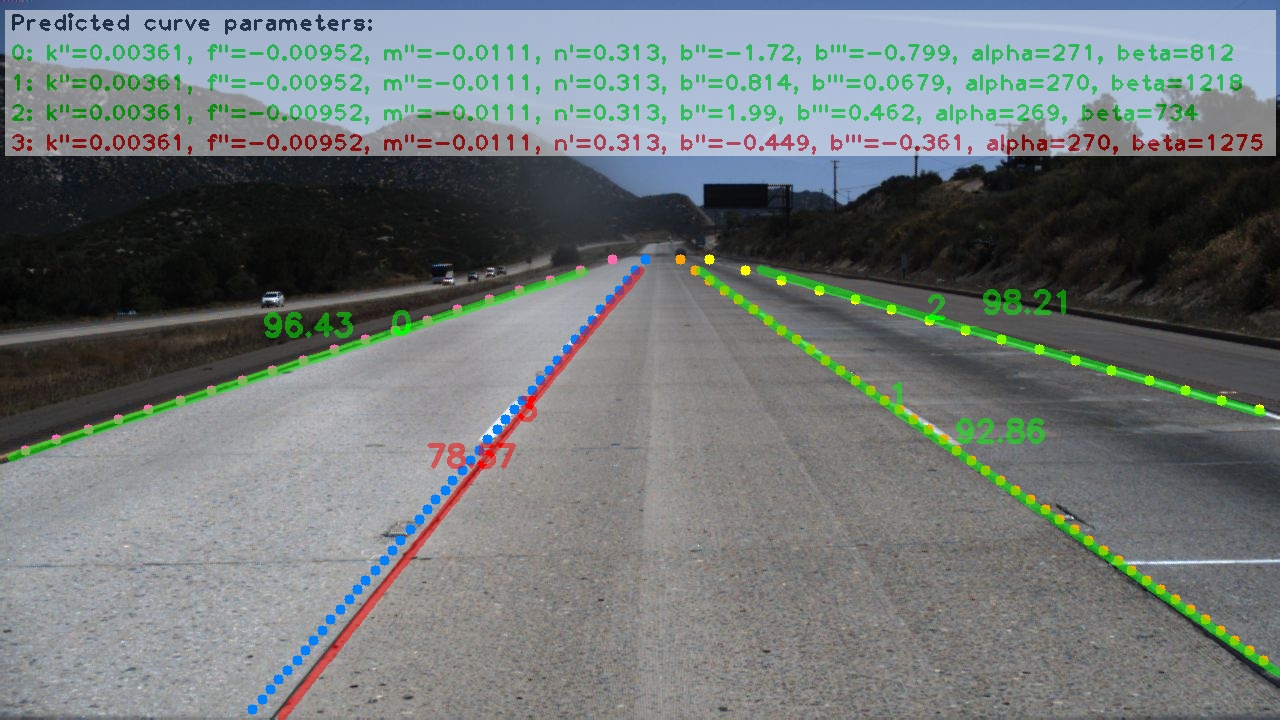 Predicted curve parameters:
0: k''=0.00361, f''=-0.00952, m''=-0.0111, n'=0.313, b''=-1.72, b'''=-0.799, alpha=271, beta=812
1: k''=0.00361, f''=-0.00952, m''=-0.0111, n'=0.313, b''=0.814, b'''=0.0679, alpha=270, beta=1218
2: k''=0.00361, f''=-0.00952, m''=-0.0111, n'=0.313, b''=1.99, b'''=0.462, alpha=269, beta=734
3: k''=0.00361, f''=-0.00952, m''=-0.0111, n'=0.313, b''=-0.449, b'''=-0.361, alpha=270, beta=1275
2 98.21
96.43 0
1
3
92.86
78.57